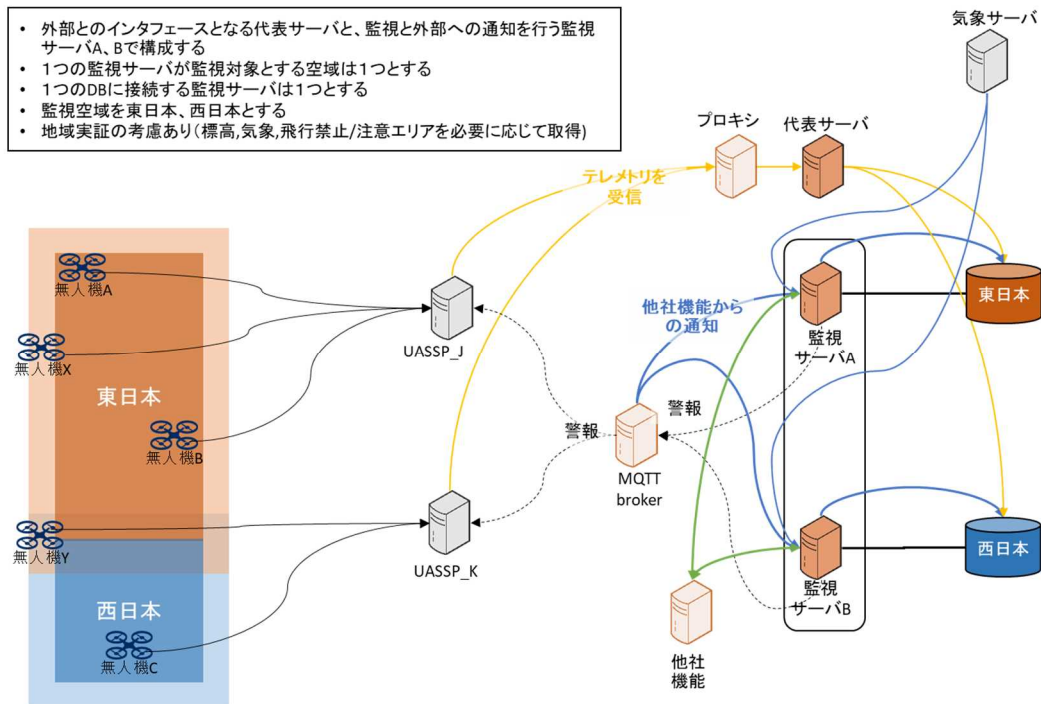 • 外部とのインタフェースとなる代表サーバと、監視と外部への通知を行う監視
サーバA、Bで構成する
• １つの監視サーバが監視対象とする空域は１つとする
• １つのDBに接続する監視サーバは１つとする
• 監視空域を東日本、西日本とする
• 地域実証の考慮あり（標高,気象,飛行禁止/注意エリアを必要に応じて取得)
気象サーバ
プロキシ
代表サーバ
テレメトリを
受信
無人機A
無人機X
東日本
無人機B
無人機Y
西日本
無人機C
UASSP_J
UASSP_K
警報
他社機能から
の通知
警報
MQTT
broker
監視
サーバA
東日本
監視
サーバB
西日本
他社
機能